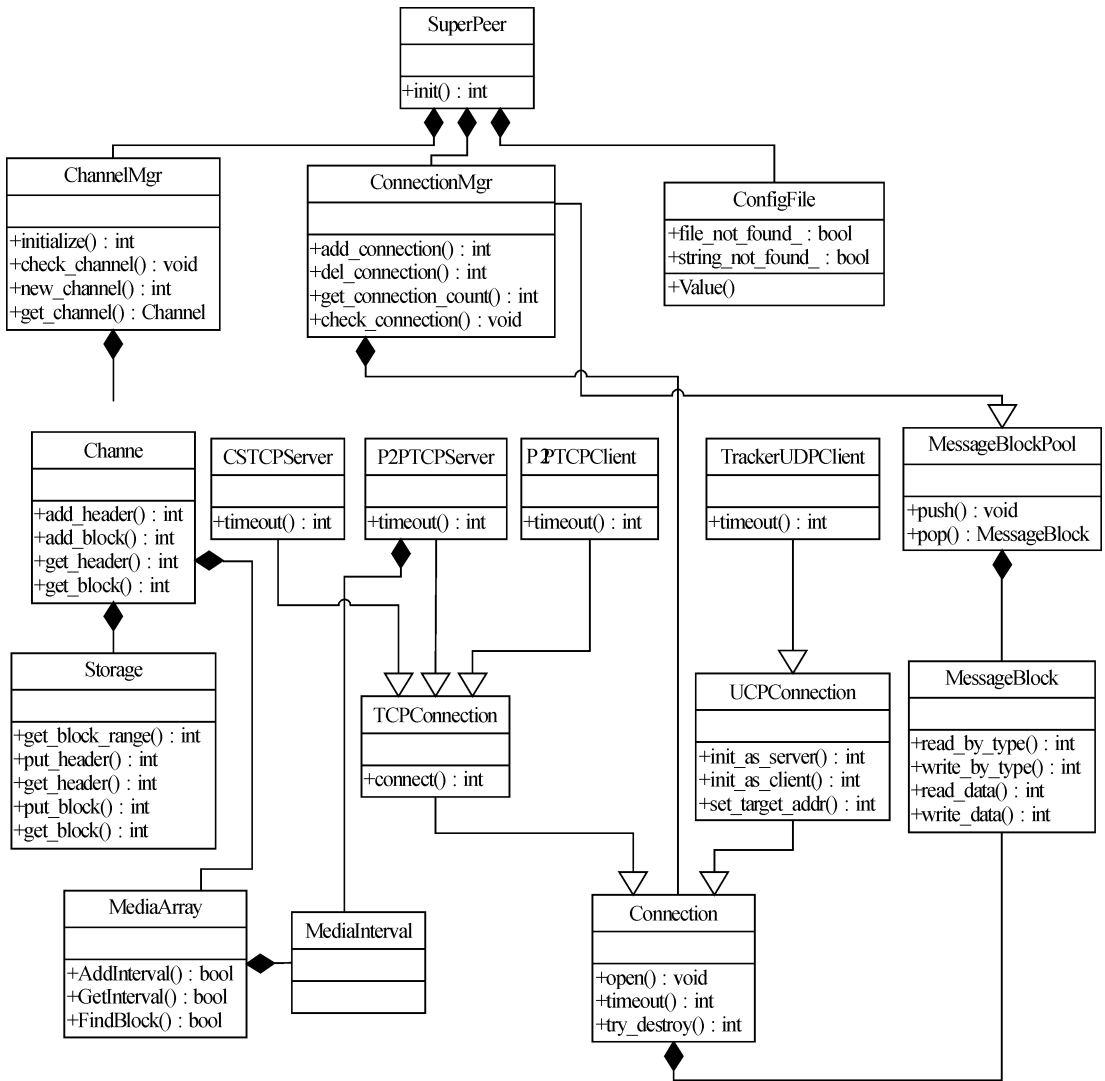 SuperPeer
+init() : int
ChannelMgr
+initialize() : int
+check_channel() : void
+new_channel() : int
+get_channel() : Channel
ConnectionMgr
+add_connection() : int
+del_connection() : int
+get_connection_count() : int
+check_connection() : void
ConfigFile
+file_not_found_ : bool
+string_not_found_ : bool
+Value()
Channe
+add_header() : int
+add_block() : int
+get_header() : int
+get_block() : int
CSTCPServer
+timeout() : int
P2PTCPServer
+timeout() : int
P2PTCPClient
+timeout() : int
TrackerUDPClient
+timeout() : int
MessageBlockPool
+push() : void
+pop() : MessageBlock
Storage
+get_block_range() : int
+put_header() : int
+get_header() : int
+put_block() : int
+get_block() : int
TCPConnection
+connect() : int
UCPConnection
+init_as_server() : int
+init_as_client() : int
+set_target_addr() : int
MessageBlock
+read_by_type() : int
+write_by_type() : int
+read_data() : int
+write_data() : int
MediaArray
+AddInterval() : bool
+GetInterval() : bool
+FindBlock() : bool
MediaInterval
Connection
+open() : void
+timeout() : int
+try_destroy() : int